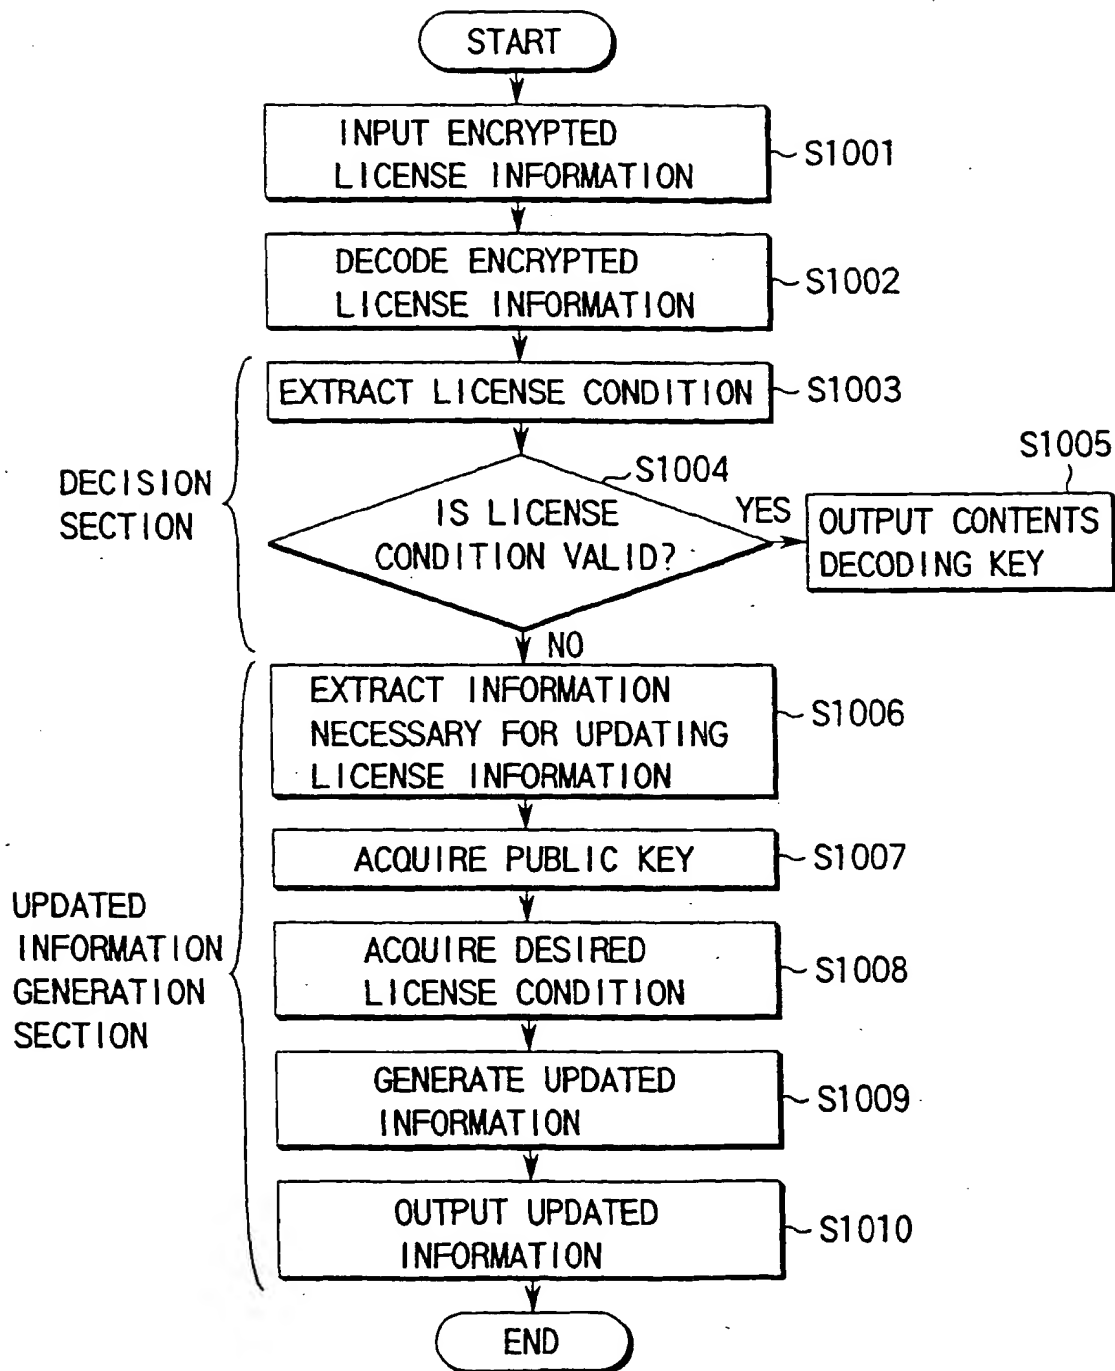 START
INPUT ENCRYPTED
LICENSE INFORMATION
S1001
DECODE ENCRYPTED
LICENSE INFORMATION
S1002
EXTRACT LICENSE CONDITION
S1003
DECISION
SECTION
S1004
IS LICENSE
CONDITION VALID?
YES
S1005
OUTPUT CONTENTS
DECODING KEY
NO
EXTRACT INFORMATION
NECESSARY FOR UPDATING
LICENSE INFORMATION
S1006
ACQUIRE PUBLIC KEY
S1007
UPDATED
INFORMATION
GENERATION
SECTION
ACQUIRE DESIRED
LICENSE CONDITION
S1008
GENERATE UPDATED
INFORMATION
S1009
OUTPUT UPDATED
INFORMATION
S1010
END